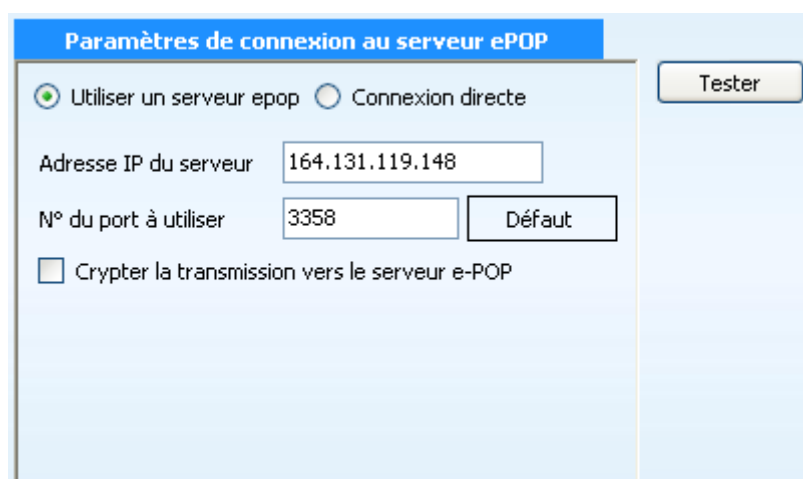 Paramètres de connexion au serveur ePOP
Tester
Utiliser un serveur epop Connexion directe
Adresse IP du serveur 164.131.119.148
N° du port à utiliser 3358 Défaut
Crypter la transmission vers le serveur e-POP